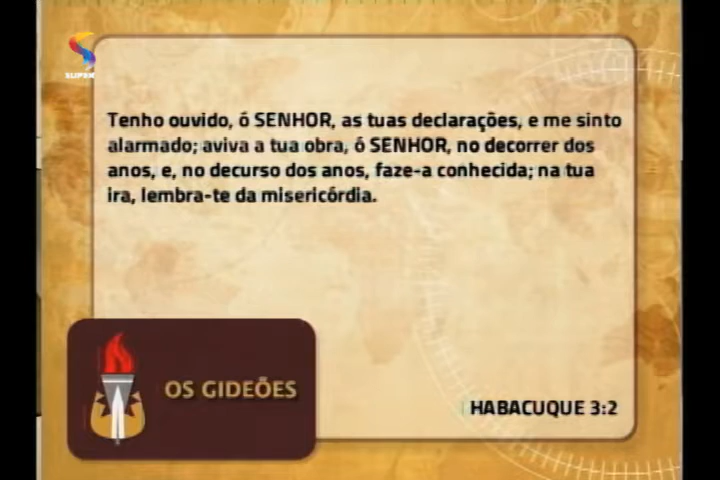 SUPER
Tenho ouvido, ó SENHOR, as tuas declarações, e me sinto
alarmado; aviva a tua obra, ó SENHOR, no decorrer dos
anos, e, no decurso dos anos, faze-a conhecida; na tua
ira, lembra-te da misericórdia.
OS GIDEÕES
HABACUQUE 3:2